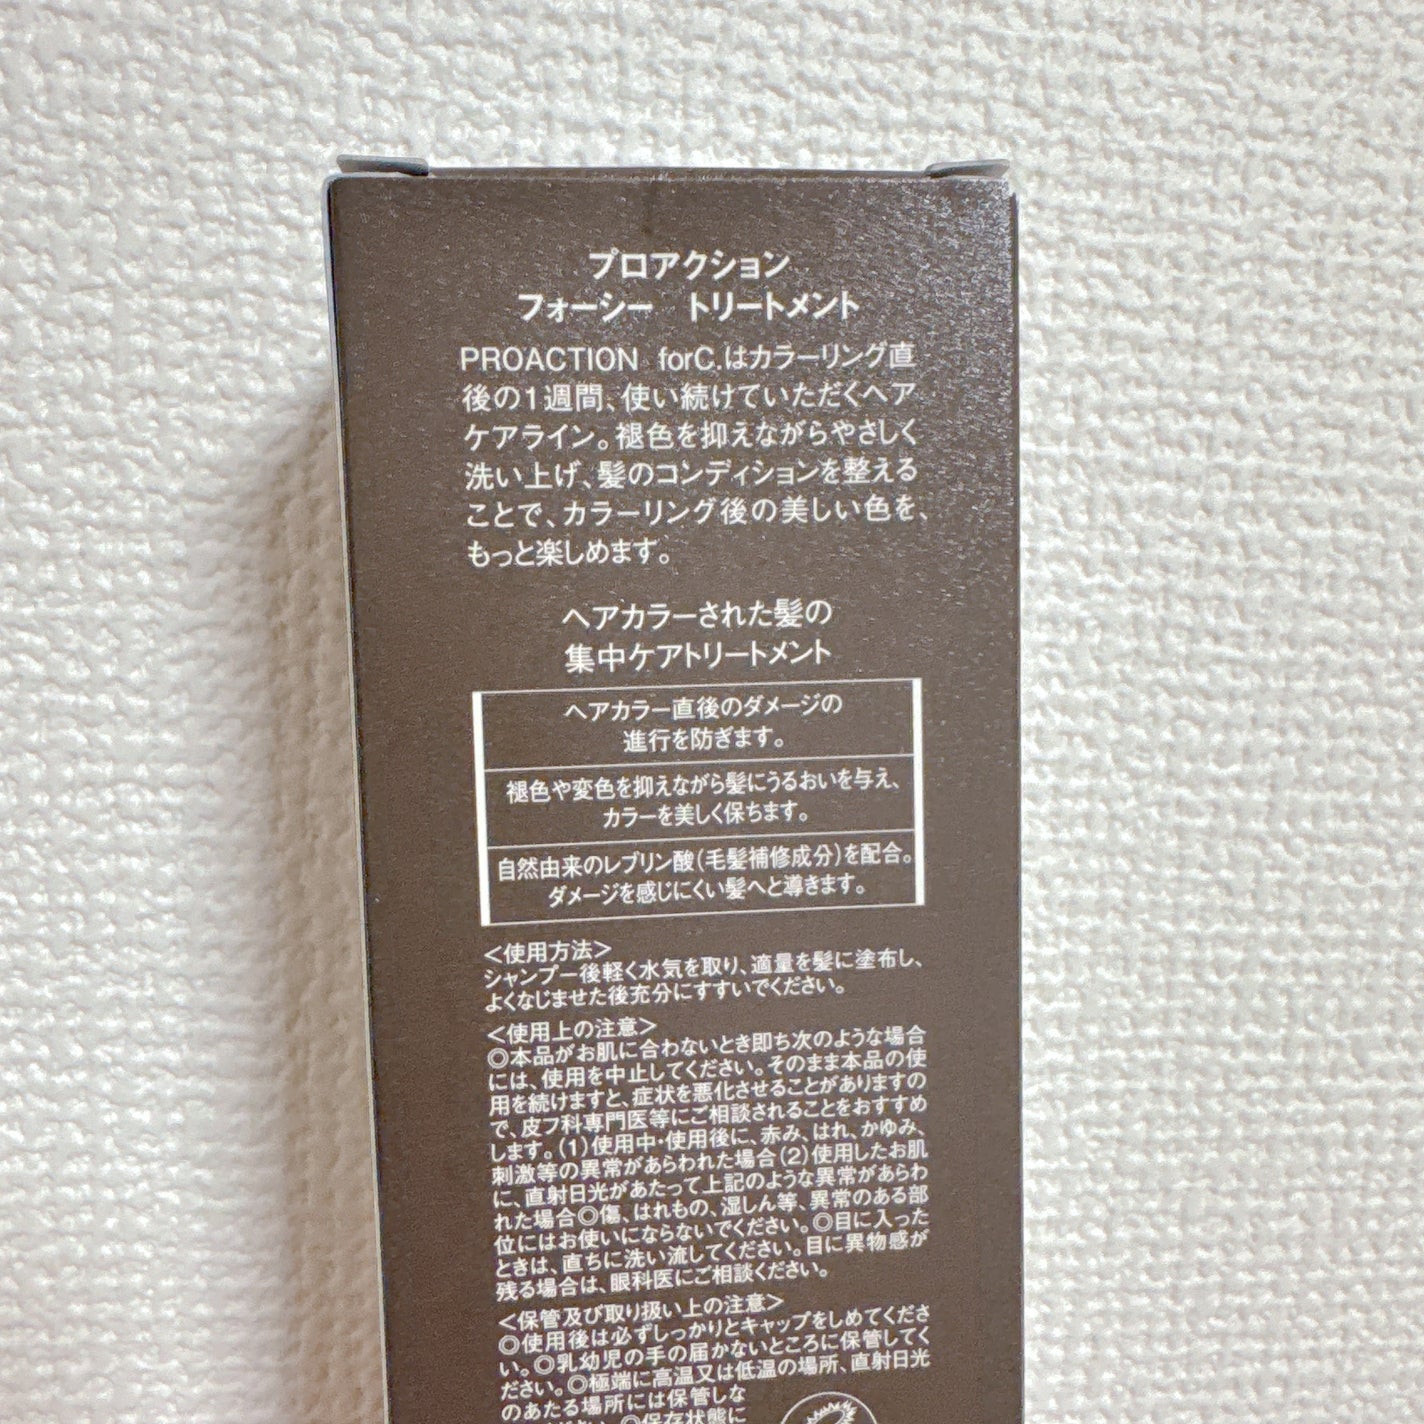 プロアクション
フォーシー　トリートメント
PROACTION forC.はカラーリング直
後の1週間、使い続けていただくヘア
ケアライン。褪色を抑えながらやさしく
洗い上げ、髪のコンディションを整える
ことで、カラーリング後の美しい色を、
もっと楽しめます。
ヘアカラーされた髪の
集中ケアトリートメント
ヘアカラー直後のダメージの
進行を防ぎます。
褪色や変色を抑えながら髪にうるおいを与え、
カラーを美しく保ちます。
自然由来のレブリン酸(毛髪補修成分)を配合。
ダメージを感じにくい髪へと導きます。
＜使用方法＞
シャンプー後軽く水気を取り、適量を髪に塗布し、
よくなじませた後充分にすすいでください。
＜使用上の注意＞
◎本品がお肌に合わないとき即ち次のような場合
には、使用を中止してください。そのまま本品の使
用を続けますと、症状を悪化させることがありますの
で、皮フ科専門医等にご相談されることをおすすめ
します。(1)使用中・使用後に、赤み、はれ、かゆみ、
刺激等の異常があらわれた場合(2)使用したお肌
に、直射日光があたって上記のような異常があらわ
れた場合◎傷、はれもの、湿しん等、異常のある部
位にはお使いにならないでください。◎目に入った
ときは、直ちに洗い流してください。目に異物感が
残る場合は、眼科医にご相談ください。
＜保管及び取り扱い上の注意＞
◎使用後は必ずしっかりとキャップをしめてくださ
い。◎乳幼児の手の届かないところに保管してく
ださい。◎極端に高温又は低温の場所、直射日光
のあたる場所には保管しな
◎保存状態に